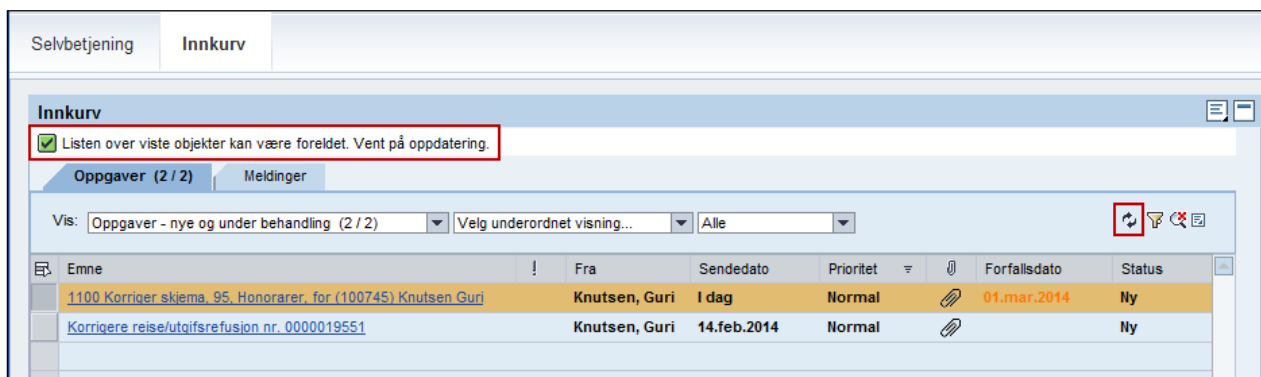 Selvbetjening Innkurv
Innkurv
Listen over viste objekter kan være foreldet. Vent på oppdatering.
Oppgaver (2 / 2) Meldinger
Vis: Oppgaver - nye og under behandling (2 / 2) Velg underordnet visning... Alle
Emne ! Fra Sendedato Prioritet Forfallsdato Status
1100 Korriger skjema, 95, Honorarer, for (100745) Knutsen Guri Knutsen, Guri I dag Normal 01.mar.2014 Ny
Korrigere reise/utgifsrefusjon nr. 0000019551 Knutsen, Guri 14.feb.2014 Normal Ny